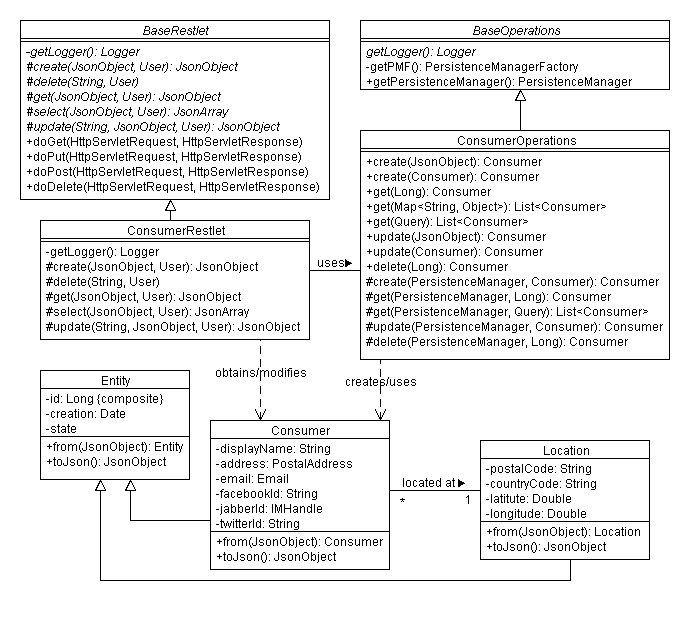 BaseRestlet
-getLogger(): Logger
#create(JsonObject, User): JsonObject
#delete(String, User)
#get(JsonObject, User): JsonObject
#select(JsonObject, User): JsonArray
#update(String, JsonObject, User): JsonObject
+doGet(HttpServletRequest, HttpServletResponse)
+doPut(HttpServletRequest, HttpServletResponse)
+doPost(HttpServletRequest, HttpServletResponse)
+doDelete(HttpServletRequest, HttpServletResponse)
BaseOperations
getLogger(): Logger
-getPMF(): PersistenceManagerFactory
+getPersistenceManager(): PersistenceManager
ConsumerRestlet
-getLogger(): Logger
#create(JsonObject, User): JsonObject
#delete(String, User)
#get(JsonObject, User): JsonObject
#select(JsonObject, User): JsonArray
#update(String, JsonObject, User): JsonObject
uses
ConsumerOperations
+create(JsonObject): Consumer
+create(Consumer): Consumer
+get(Long): Consumer
+get(Map<String, Object>): List<Consumer>
+get(Query): List<Consumer>
+update(JsonObject): Consumer
+update(Consumer): Consumer
+delete(Long): Consumer
#create(PersistenceManager, Consumer): Consumer
#get(PersistenceManager, Long): Consumer
#get(PersistenceManager, Query): List<Consumer>
#update(PersistenceManager, Consumer): Consumer
#delete(PersistenceManager, Long): Consumer
obtains/modifies
creates/uses
Entity
-id: Long {composite}
-creation: Date
-state
+from(JsonObject): Entity
+toJson(): JsonObject
Consumer
-displayName: String
-address: PostalAddress
-email: Email
-facebookId: String
-jabberId: IMHandle
-twitterId: String
+from(JsonObject): Consumer
+toJson(): JsonObject
located at
* 1
Location
-postalCode: String
-countryCode: String
-latitute: Double
-longitude: Double
+from(JsonObject): Location
+toJson(): JsonObject